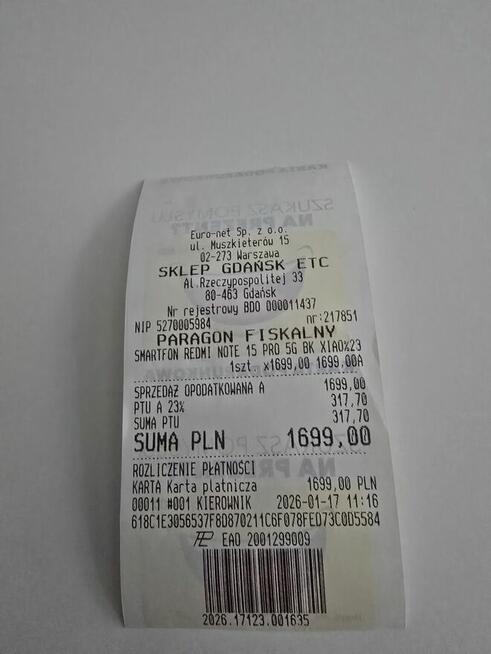 Euro-net Sp. z o.o.
ul. Muszkieterów 15
02-273 Warszawa
SKLEP GDAŃSK ETC
Al.Rzeczypospolitej 33
80-463 Gdańsk
Nr rejestrowy BDO 000011437
NIP 5270005984 nr:217851
PARAGON FISKALNY
SMARTFON REDMI NOTE 15 PRO 5G BK XIAO%23
1szt. x1699,00 1699,00A
SPRZEDAŻ OPODATKOWANA A 1699,00
PTU A 23% 317,70
SUMA PTU 317,70
SUMA PLN 1699,00
ROZLICZENIE PŁATNOŚCI
KARTA Karta płatnicza 1699,00 PLN
00011 #001 KIEROWNIK 2026-01-17 11:16
618C1E3056537F8D870211C6F078FED73C0D5584
EAO 2001299009
2026.17123.001635